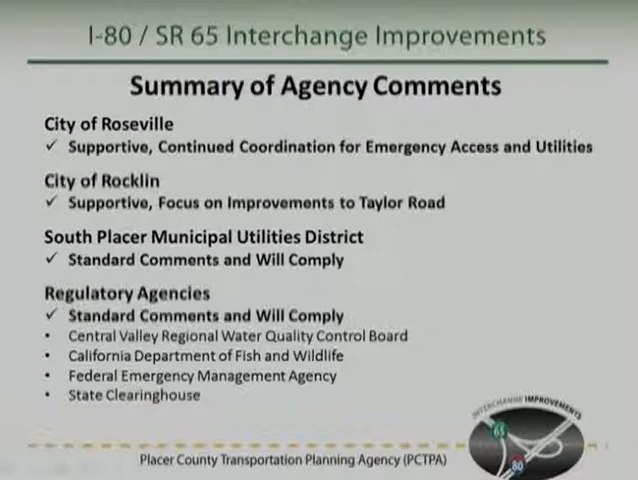 I-80 / SR 65 Interchange Improvements
Summary of Agency Comments
City of Roseville
✓ Supportive, Continued Coordination for Emergency Access and Utilities
City of Rocklin
✓ Supportive, Focus on Improvements to Taylor Road
South Placer Municipal Utilities District
✓ Standard Comments and Will Comply
Regulatory Agencies
✓ Standard Comments and Will Comply
• Central Valley Regional Water Quality Control Board
• California Department of Fish and Wildlife
• Federal Emergency Management Agency
• State Clearinghouse
INTERCHANGE IMPROVEMENTS
65
80
Placer County Transportation Planning Agency (PCTPA)